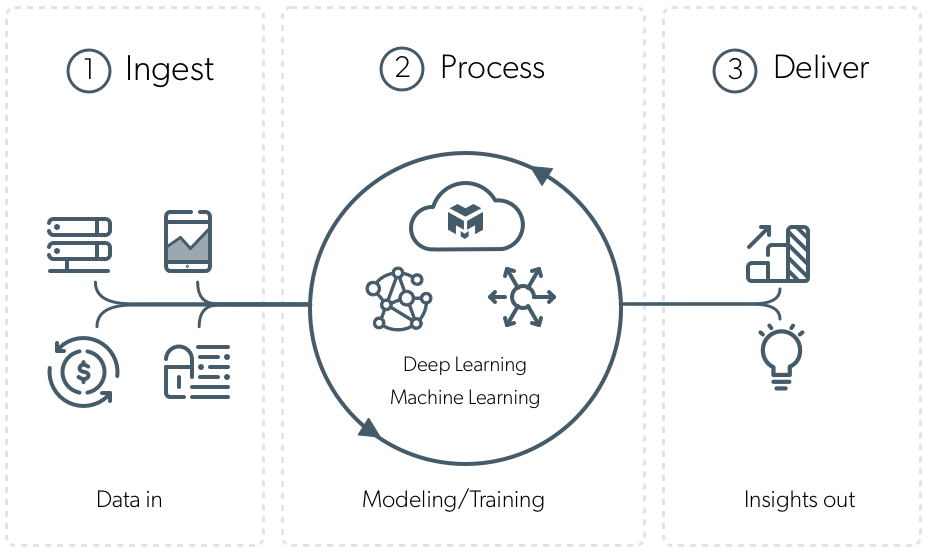 1 Ingest
2 Process
3 Deliver
$
Deep Learning
Machine Learning
Data in
Modeling/Training
Insights out